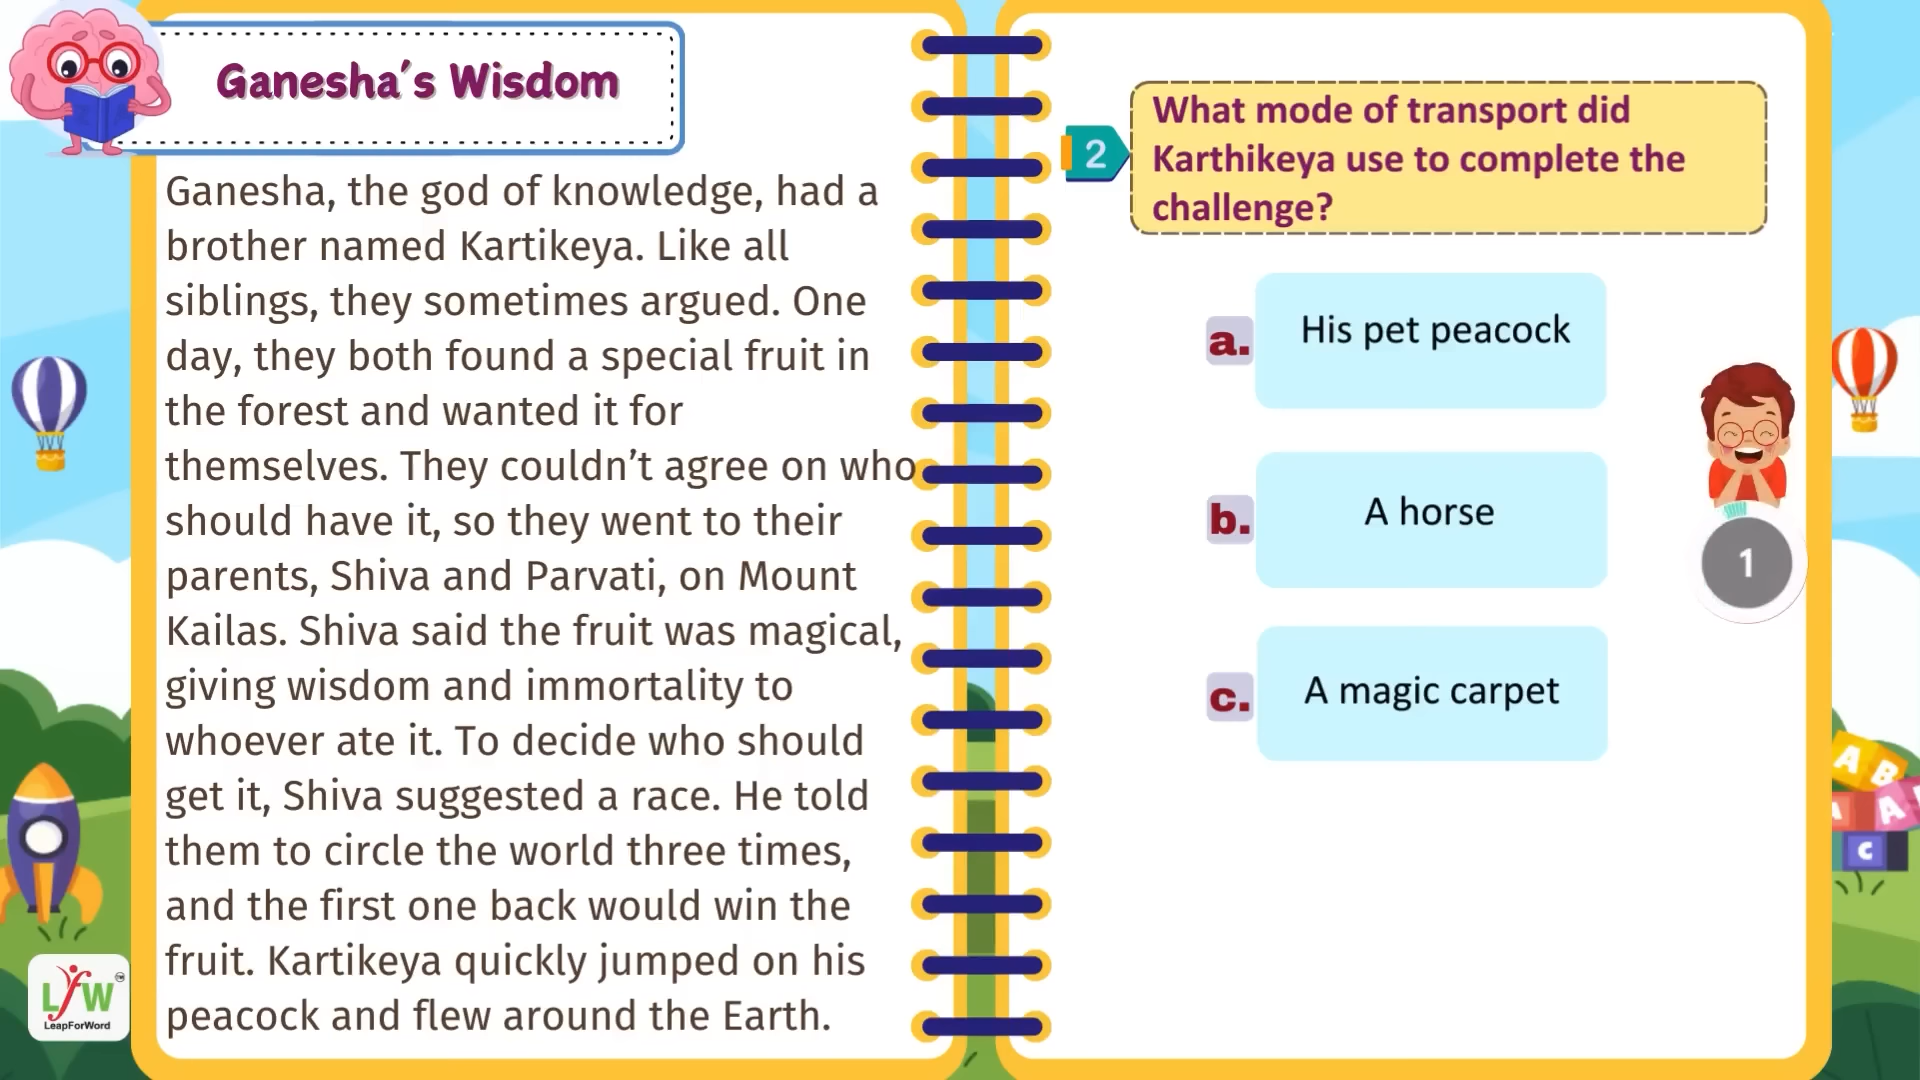 Ganesha's Wisdom
Ganesha, the god of knowledge, had a
brother named Kartikeya. Like all
siblings, they sometimes argued. One
day, they both found a special fruit in
the forest and wanted it for
themselves. They couldn't agree on who
should have it, so they went to their
parents, Shiva and Parvati, on Mount
Kailas. Shiva said the fruit was magical,
giving wisdom and immortality to
whoever ate it. To decide who should
get it, Shiva suggested a race. He told
them to circle the world three times,
and the first one back would win the
fruit. Kartikeya quickly jumped on his
peacock and flew around the Earth.
2
What mode of transport did
Karthikeya use to complete the
challenge?
a. His pet peacock
b. A horse
c. A magic carpet
1
A B
A
C
LFW™
LeapForWord